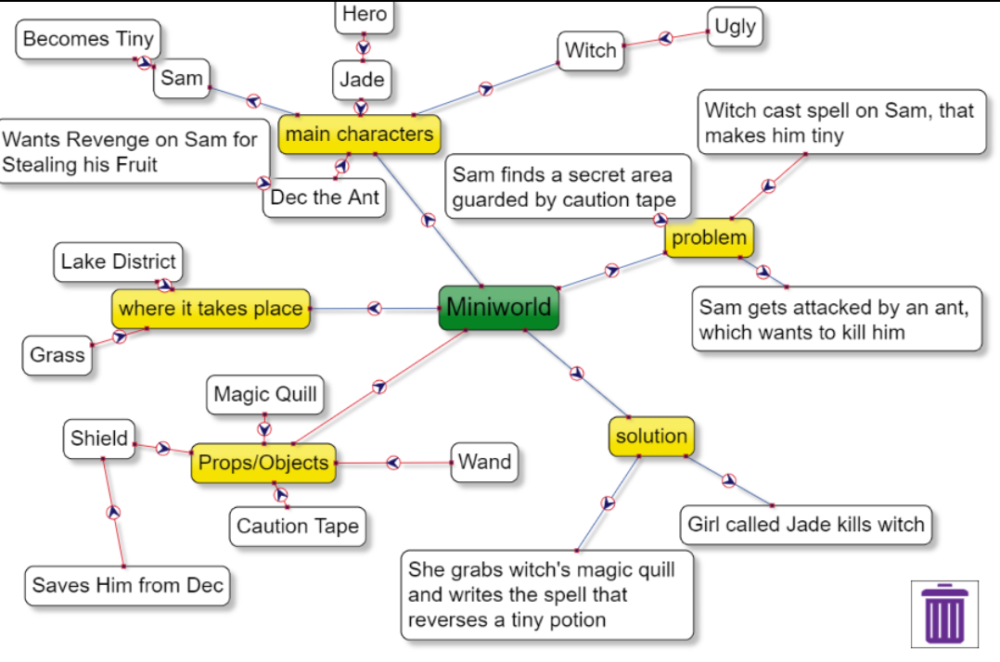 Hero
Becomes Tiny
Ugly
Witch
Sam
Jade
Witch cast spell on Sam, that
makes him tiny
main characters
Wants Revenge on Sam for
Stealing his Fruit
Sam finds a secret area
guarded by caution tape
Dec the Ant
problem
Lake District
where it takes place
Miniworld
Sam gets attacked by an ant,
which wants to kill him
Grass
Magic Quill
Shield
solution
Props/Objects
Wand
Caution Tape
Girl called Jade kills witch
She grabs witch's magic quill
and writes the spell that
reverses a tiny potion
Saves Him from Dec